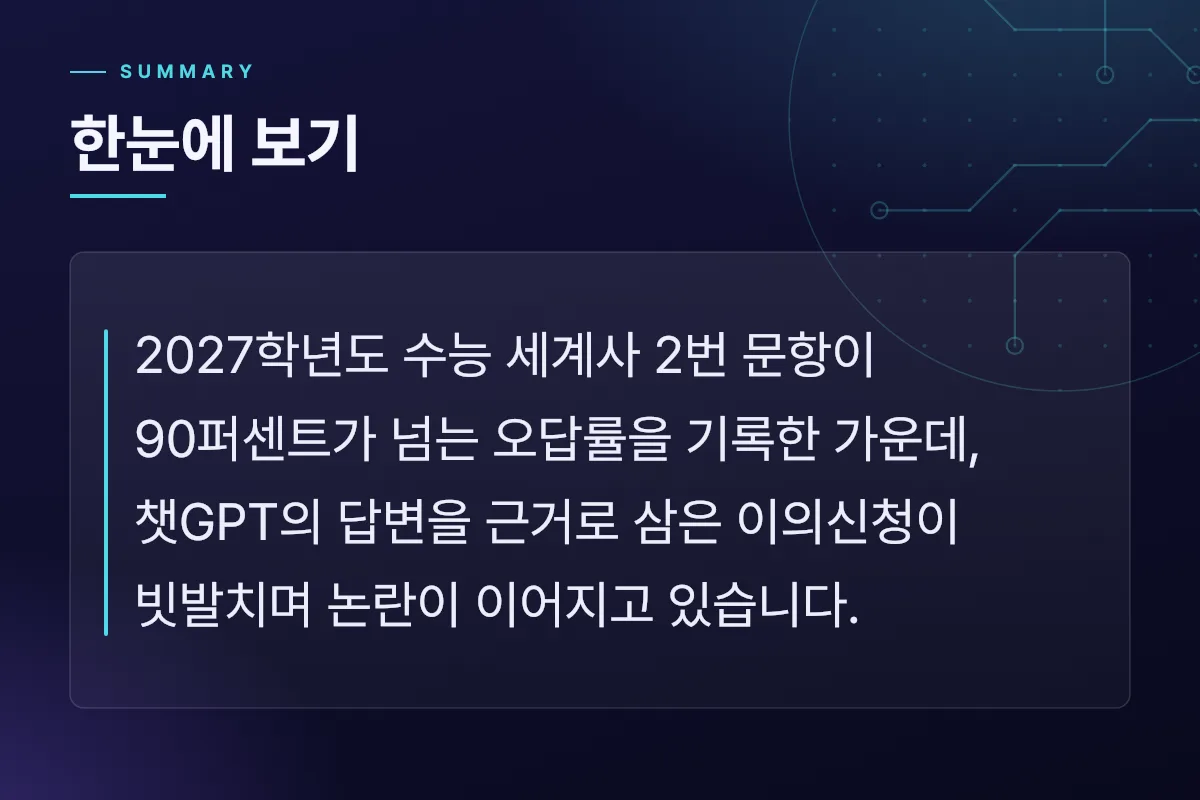 SUMMARY
한눈에 보기
2027학년도 수능 세계사 2번 문항이
90퍼센트가 넘는 오답률을 기록한 가운데,
챗GPT의 답변을 근거로 삼은 이의신청이
빗발치며 논란이 이어지고 있습니다.